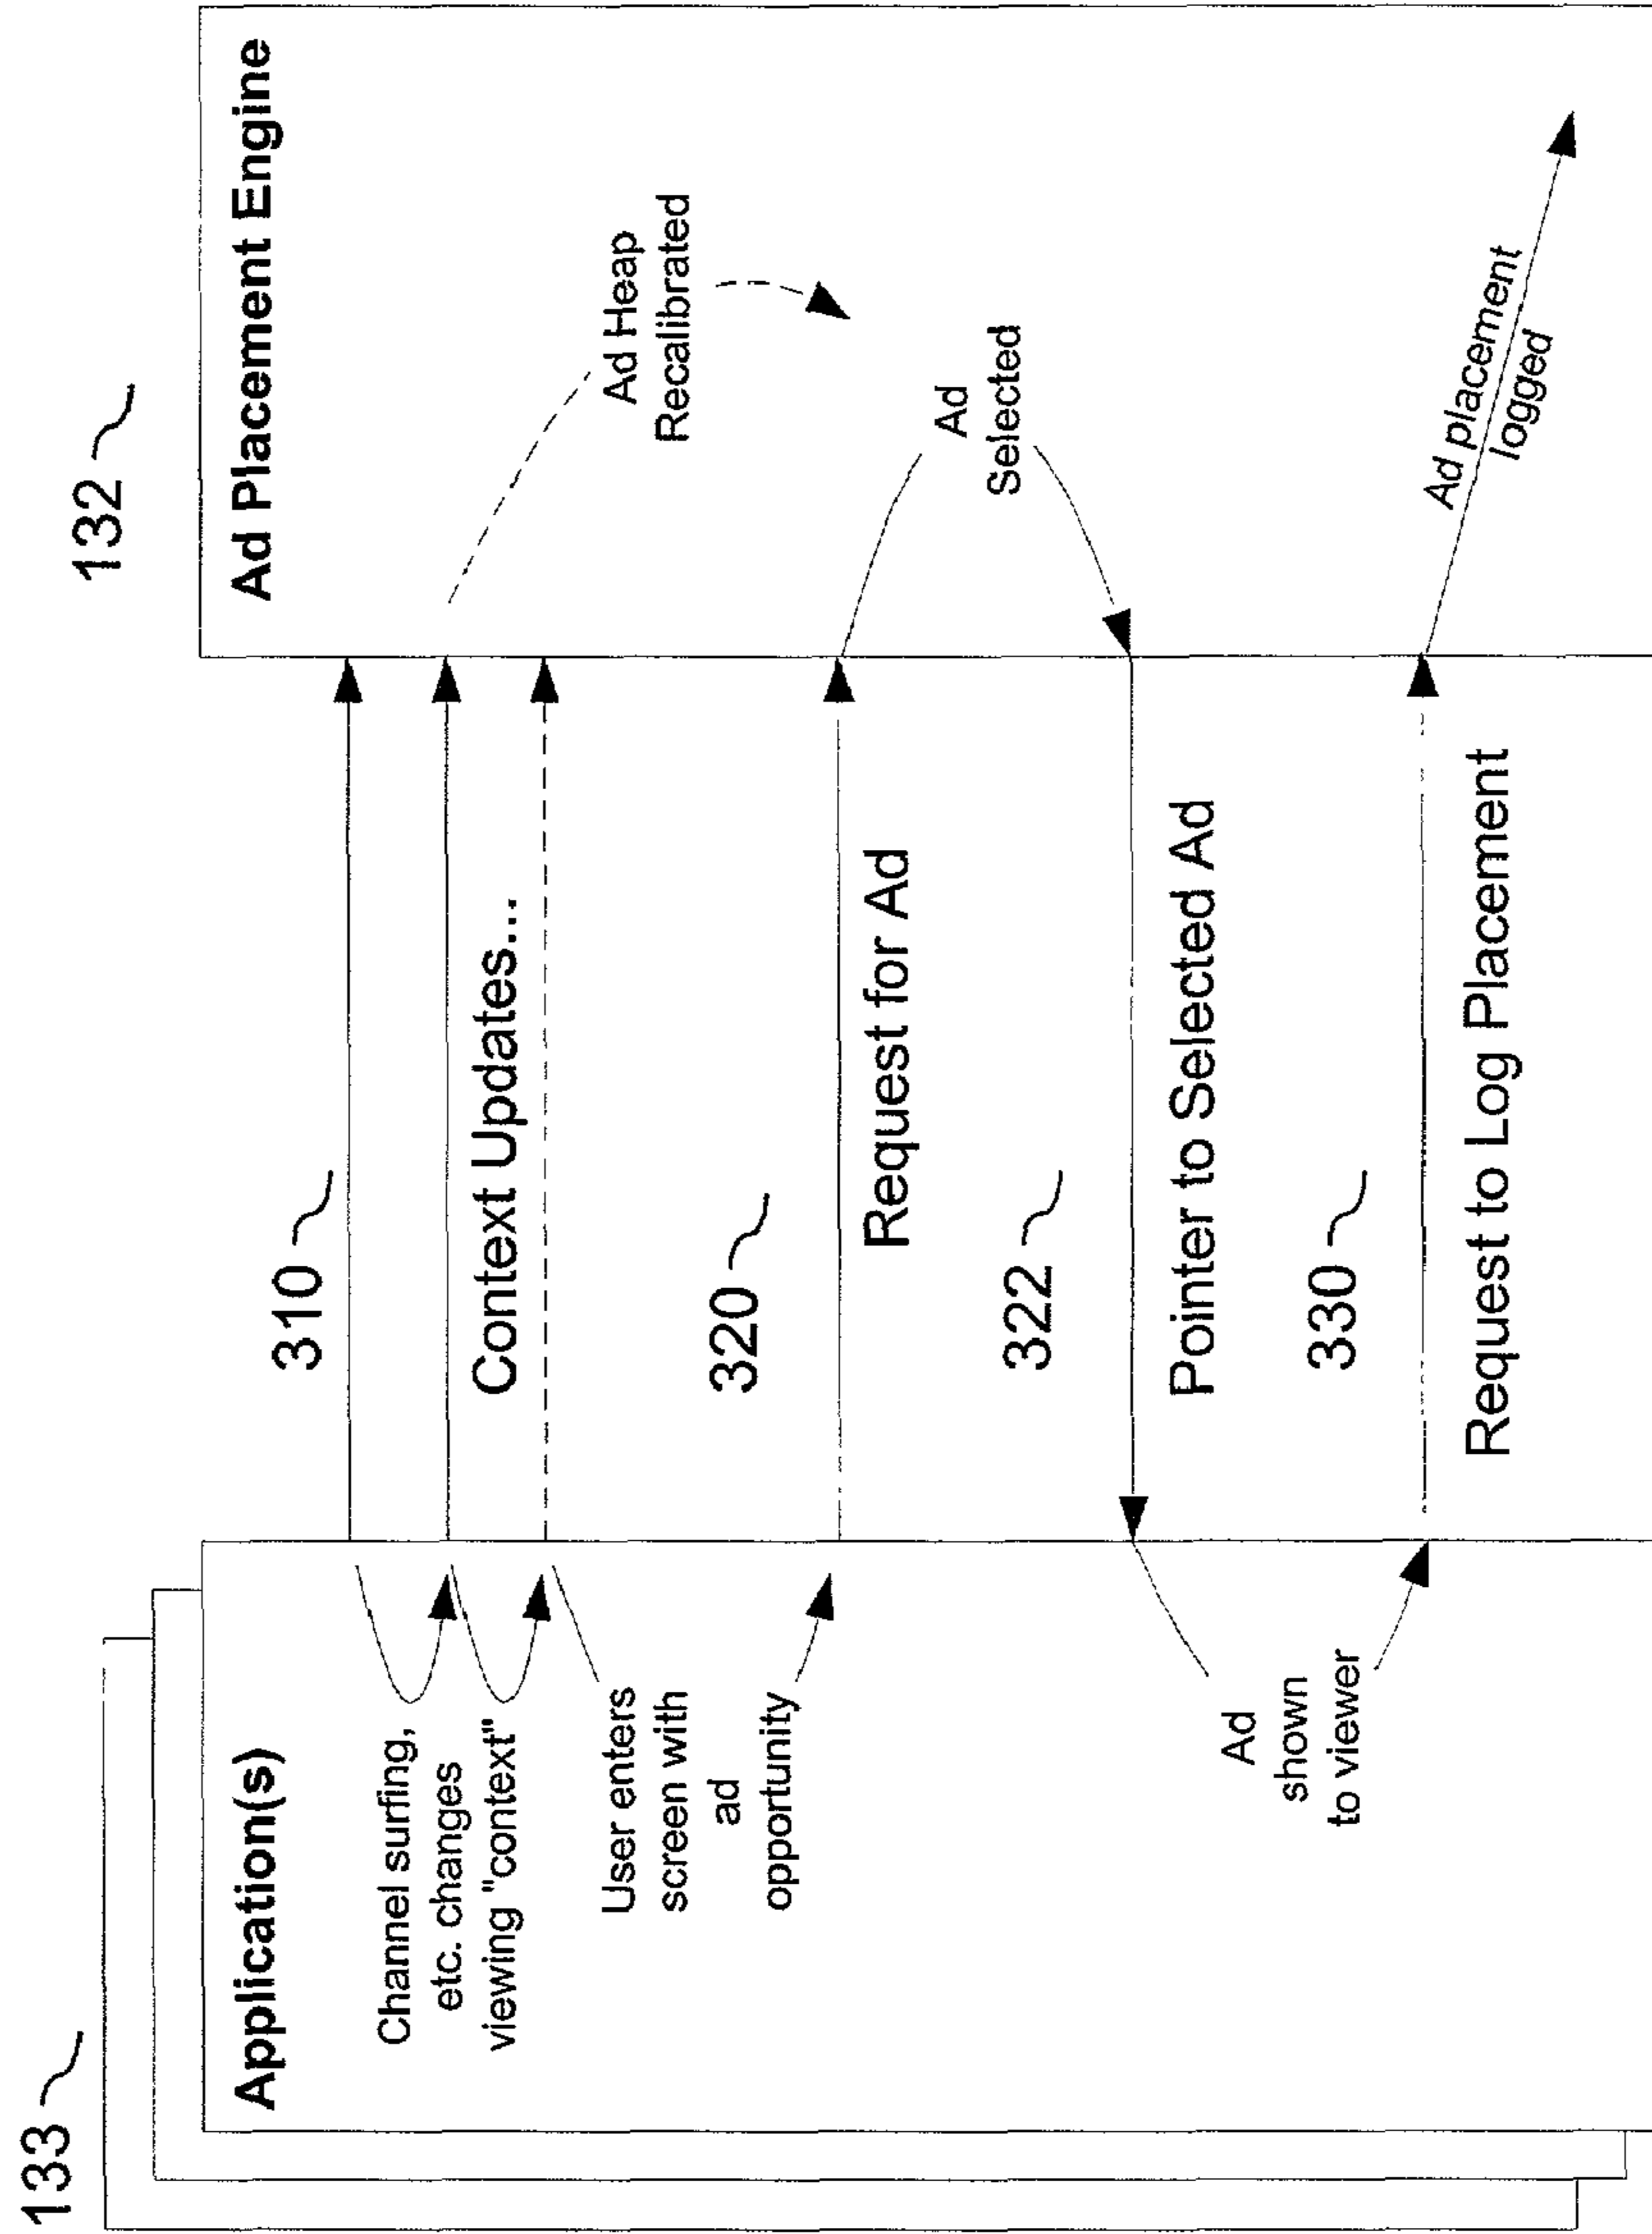 133
132
Application(s)
Ad Placement Engine
310
Channel surfing,
etc. changes
viewing "context"
Context Updates...
Ad Heap
Recalibrated
User enters
screen with
ad
opportunity
320
Request for Ad
Ad
Selected
322
Pointer to Selected Ad
Ad
shown
to viewer
330
Request to Log Placement
Ad placement
logged